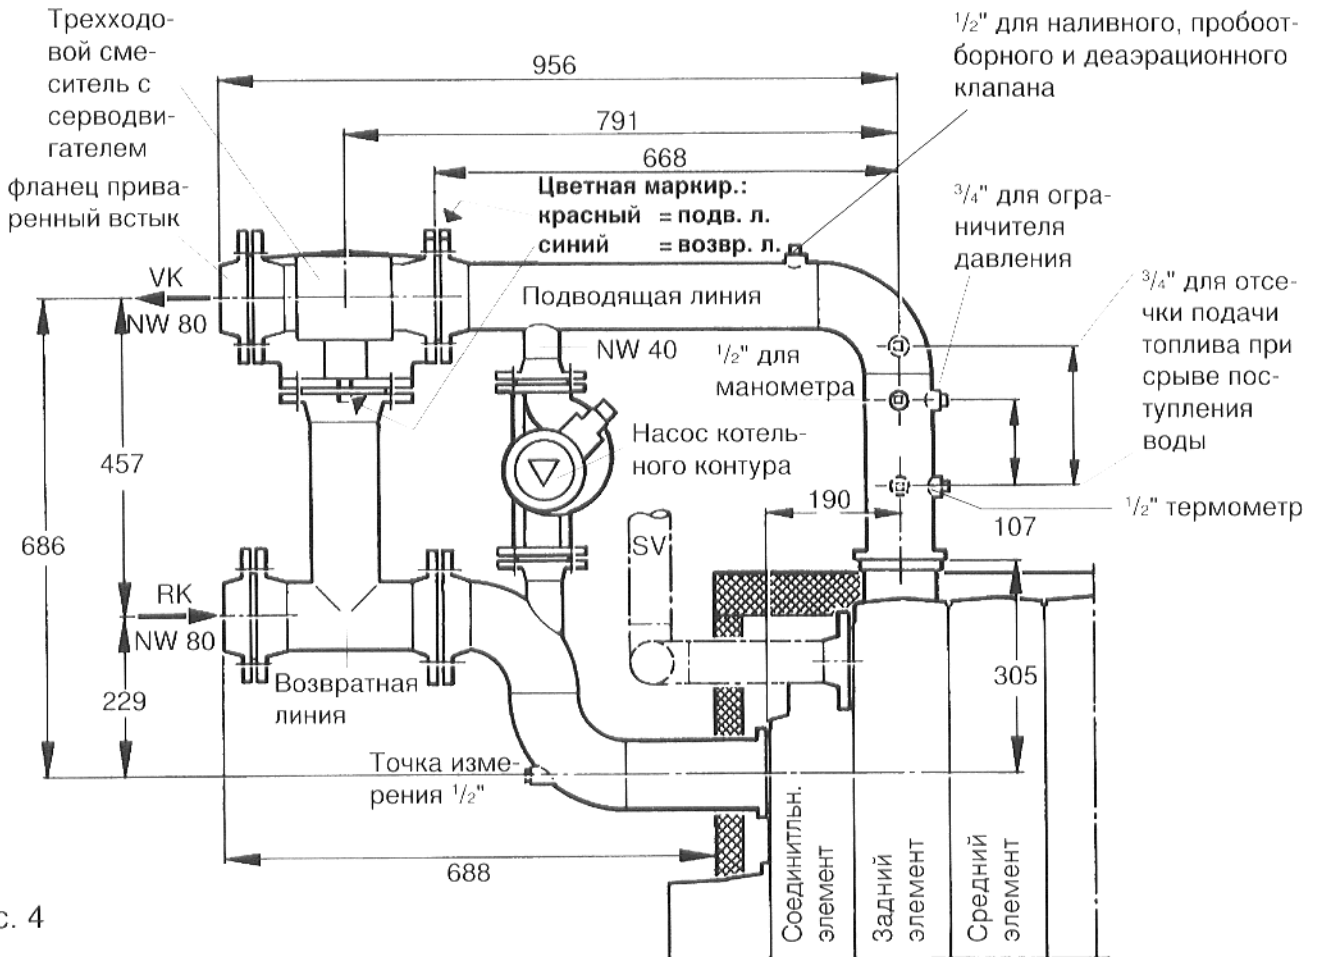 Трехходо-
вой сме-
ситель с
серводви-
гателем
фланец прива-
ренный встык
956
791
668
1/2" для наливного, пробоот-
борного и деаэрационного
клапана
Цветная маркир.:
красный = подв. л.
синий = возвр. л.
3/4" для огра-
ничителя
давления
3/4" для отсе-
чки подачи
топлива при
срыве пос-
тупления
воды
VK
NW 80
Подводящая линия
NW 40
1/2" для
манометра
Насос котель-
ного контура
457
686
190
107
1/2" термометр
SV
RK
NW 80
229
Возвратная
линия
305
Точка изме-
рения 1/2"
688
Соединитльн.
элемент
Задний
элемент
Средний
элемент
с. 4